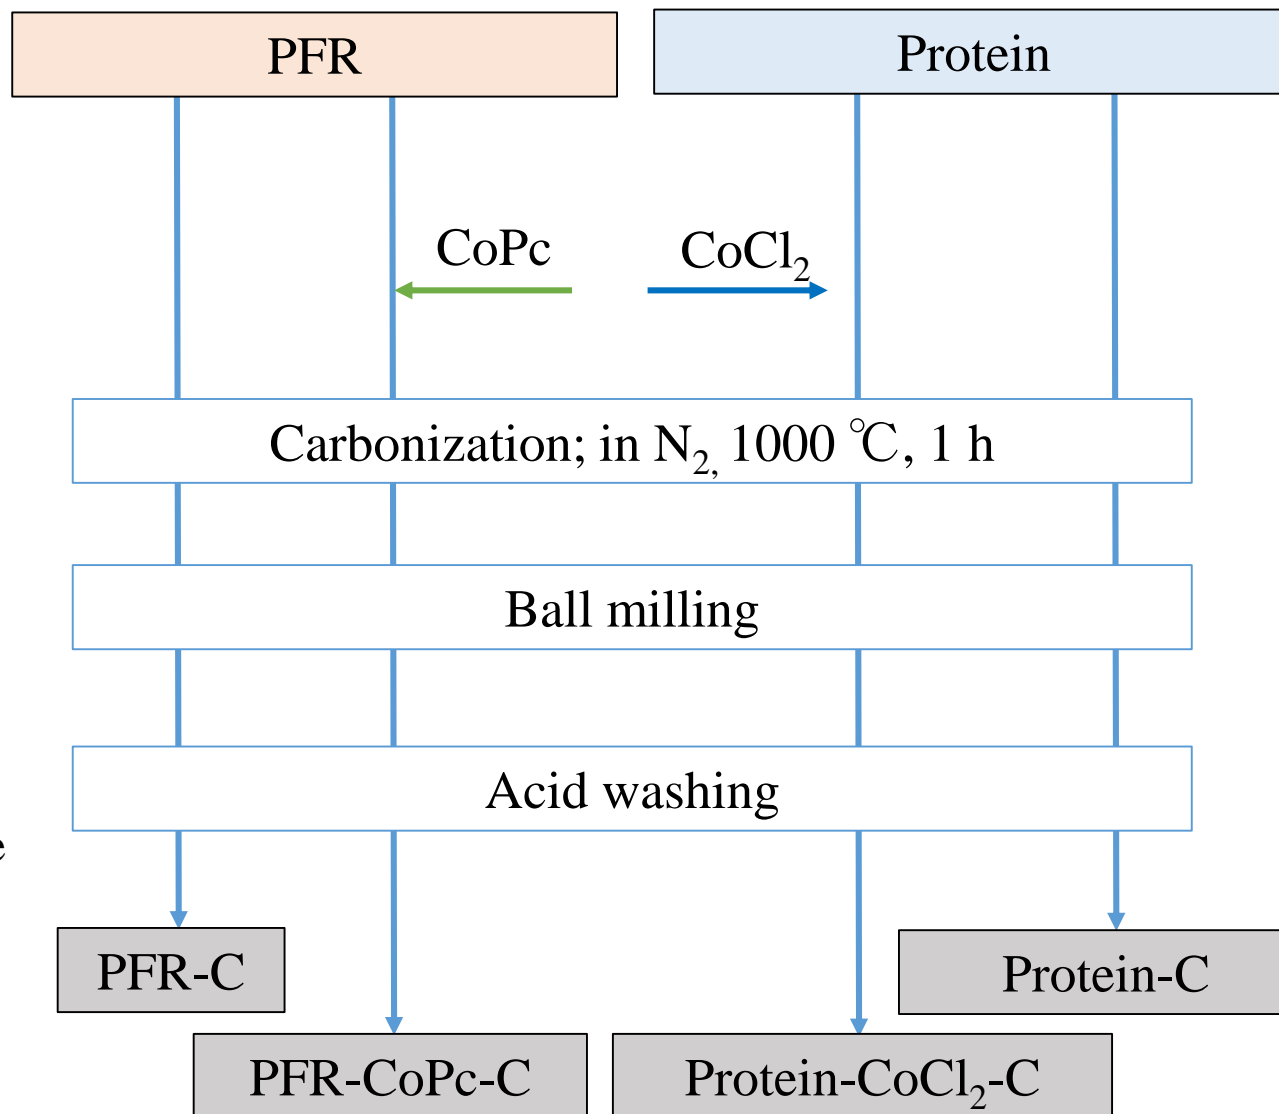 PFR
Protein
CoPc
CoCl₂
Carbonization; in N₂, 1000 ℃, 1 h
Ball milling
Acid washing
e
PFR-C
Protein-C
PFR-CoPc-C
Protein-CoCl₂-C